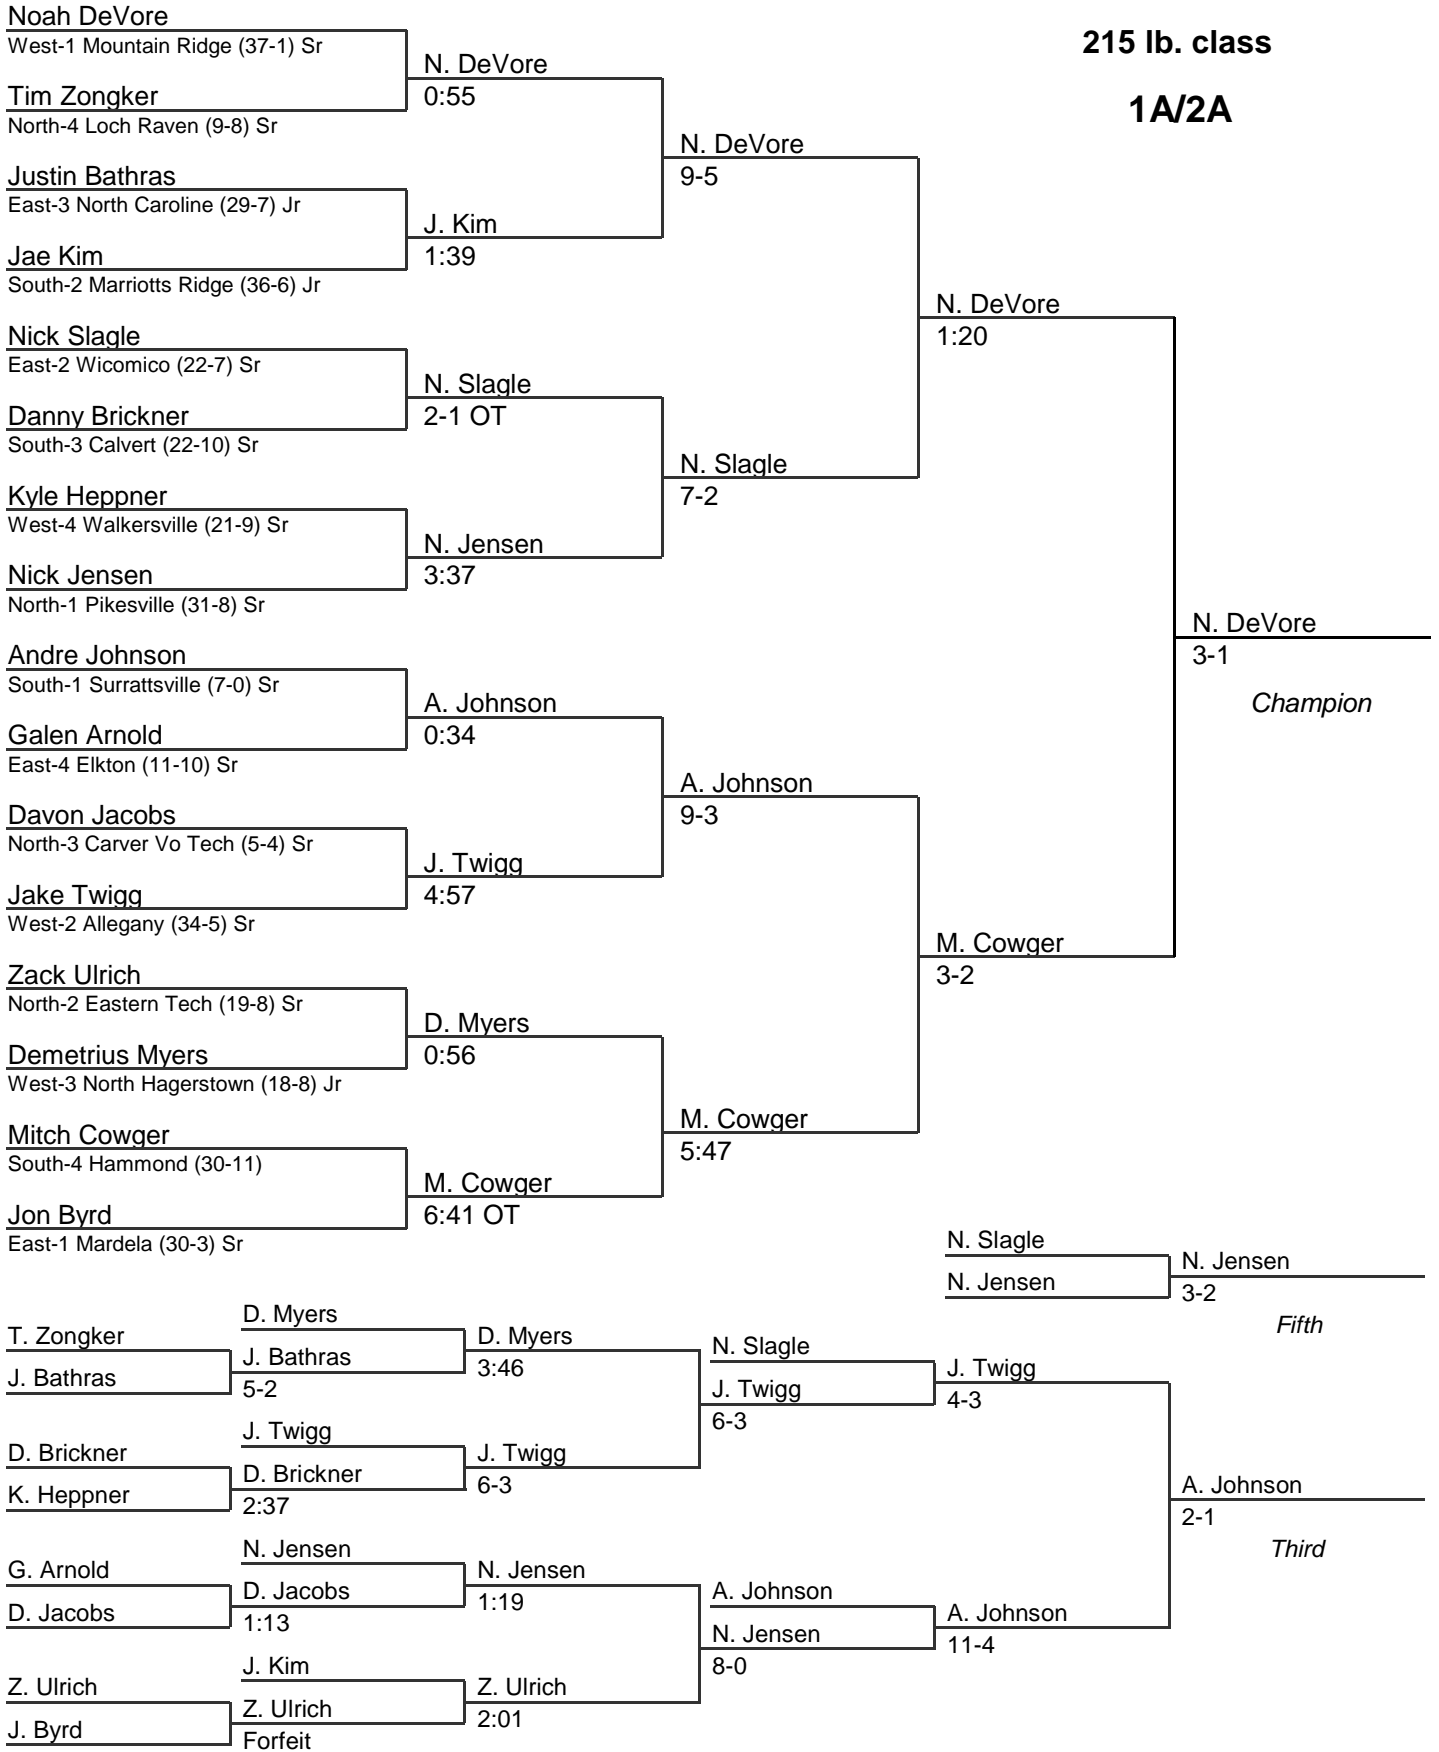 215 lb. class
1A/2A
Noah DeVore
West-1 Mountain Ridge (37-1) Sr
N. DeVore
0:55
Tim Zongker
North-4 Loch Raven (9-8) Sr
N. DeVore
9-5
Justin Bathras
East-3 North Caroline (29-7) Jr
J. Kim
1:39
Jae Kim
South-2 Marriotts Ridge (36-6) Jr
N. DeVore
1:20
Nick Slagle
East-2 Wicomico (22-7) Sr
N. Slagle
2-1 OT
Danny Brickner
South-3 Calvert (22-10) Sr
N. Slagle
7-2
Kyle Heppner
West-4 Walkersville (21-9) Sr
N. Jensen
3:37
Nick Jensen
North-1 Pikesville (31-8) Sr
N. DeVore
3-1
Champion
Andre Johnson
South-1 Surrattsville (7-0) Sr
A. Johnson
0:34
Galen Arnold
East-4 Elkton (11-10) Sr
A. Johnson
9-3
Davon Jacobs
North-3 Carver Vo Tech (5-4) Sr
J. Twigg
4:57
Jake Twigg
West-2 Allegany (34-5) Sr
M. Cowger
3-2
Zack Ulrich
North-2 Eastern Tech (19-8) Sr
D. Myers
0:56
Demetrius Myers
West-3 North Hagerstown (18-8) Jr
M. Cowger
5:47
Mitch Cowger
South-4 Hammond (30-11)
M. Cowger
6:41 OT
Jon Byrd
East-1 Mardela (30-3) Sr
N. Slagle
N. Jensen
N. Jensen
3-2
Fifth
T. Zongker
J. Bathras
D. Myers
J. Bathras
5-2
D. Myers
3:46
D. Brickner
K. Heppner
J. Twigg
D. Brickner
2:37
J. Twigg
6-3
N. Slagle
J. Twigg
6-3
J. Twigg
4-3
G. Arnold
D. Jacobs
N. Jensen
D. Jacobs
1:13
N. Jensen
1:19
Z. Ulrich
J. Byrd
J. Kim
Z. Ulrich
Forfeit
Z. Ulrich
2:01
A. Johnson
N. Jensen
8-0
A. Johnson
11-4
A. Johnson
2-1
Third